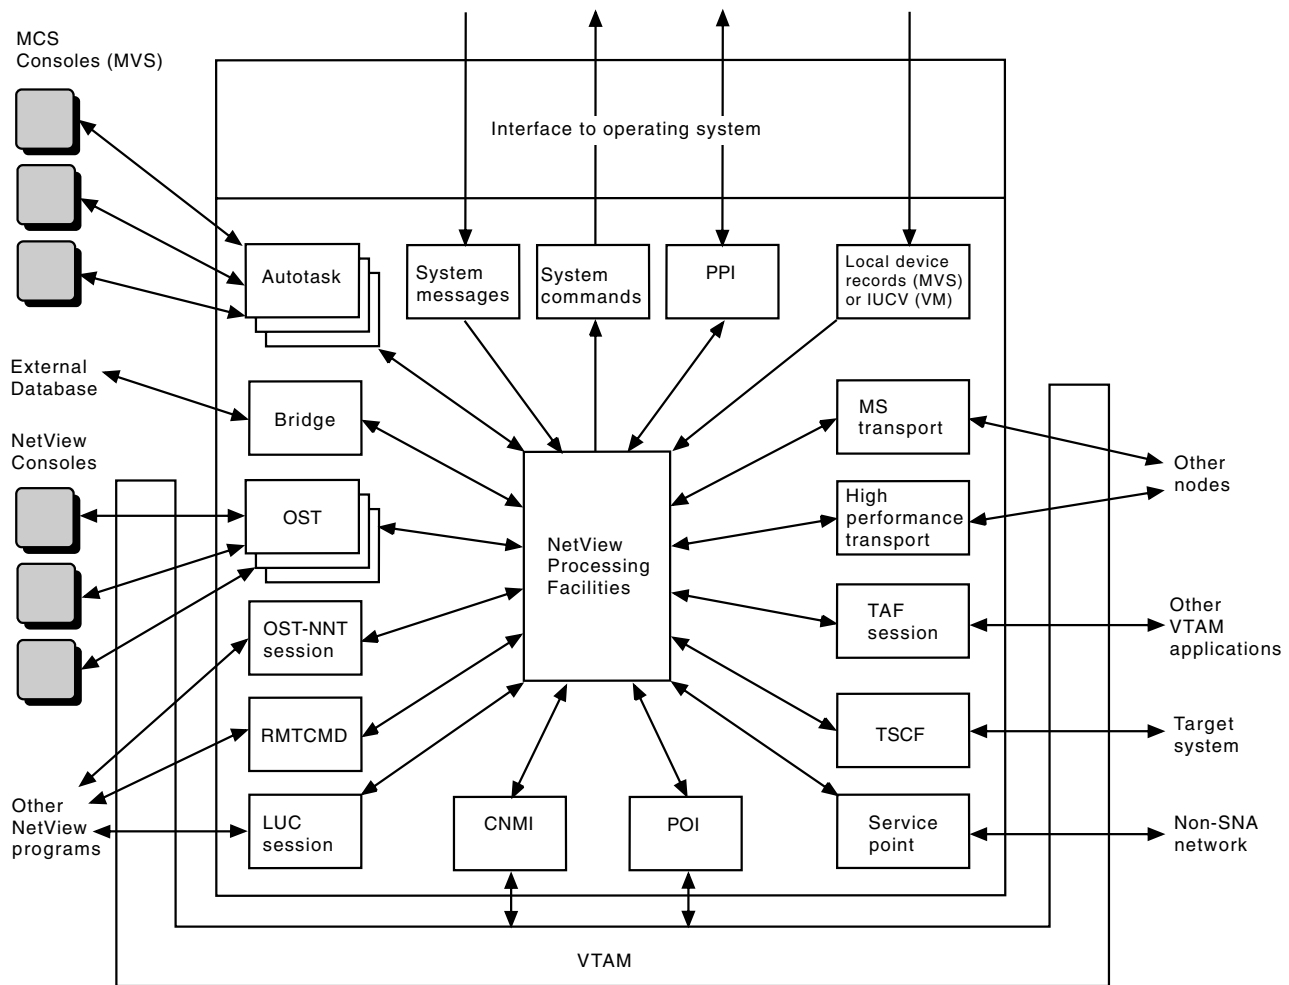 MCS
Consoles (MVS)
Interface to operating system
Autotask
System
messages
System
commands
PPI
Local device
records (MVS)
or IUCV (VM)
External
Database
Bridge
MS
transport
NetView
Consoles
Other
nodes
OST
High
performance
transport
NetView
Processing
Facilities
OST-NNT
session
TAF
session
Other
VTAM
applications
RMTCMD
TSCF
Target
system
Other
NetView
programs
LUC
session
CNMI
POI
Service
point
Non-SNA
network
VTAM